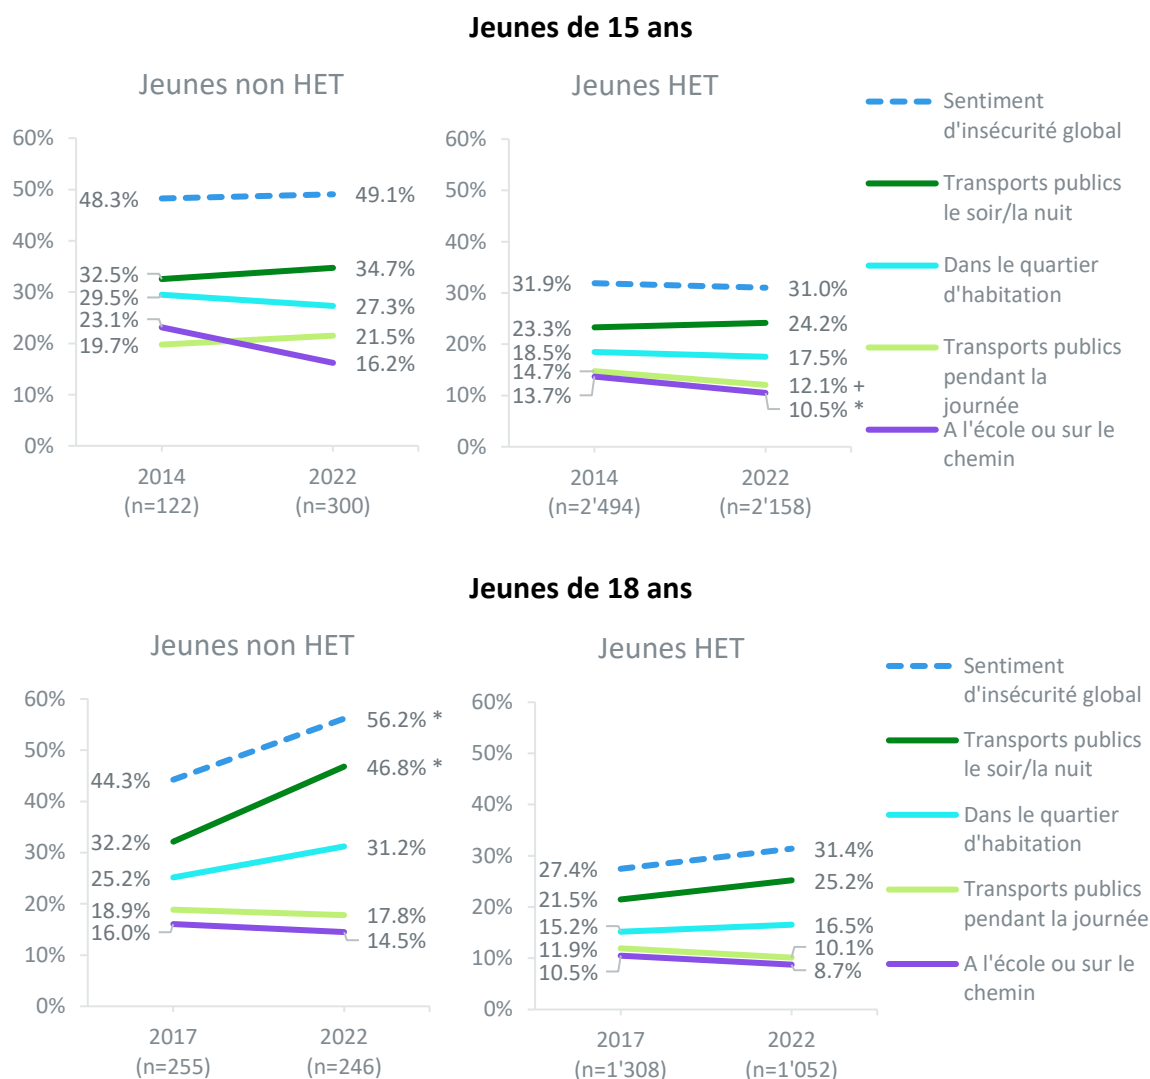 Jeunes de 15 ans
Jeunes non HET
60%
50%
40%
30%
20%
10%
0%
48.3%
49.1%
32.5%
34.7%
29.5%
27.3%
23.1%
21.5%
19.7%
16.2%
2014
(n=122)
2022
(n=300)
Jeunes HET
60%
50%
40%
30%
20%
10%
0%
31.9%
31.0%
23.3%
24.2%
18.5%
17.5%
14.7%
12.1% +
13.7%
10.5% *
2014
(n=2'494)
2022
(n=2'158)
Sentiment
d'insécurité global
Transports publics
le soir/la nuit
Dans le quartier
d'habitation
Transports publics
pendant la
journée
A l'école ou sur le
chemin
Jeunes de 18 ans
Jeunes non HET
60%
50%
40%
30%
20%
10%
0%
44.3%
56.2% *
32.2%
46.8% *
25.2%
31.2%
18.9%
17.8%
16.0%
14.5%
2017
(n=255)
2022
(n=246)
Jeunes HET
60%
50%
40%
30%
20%
10%
0%
27.4%
31.4%
21.5%
25.2%
15.2%
16.5%
11.9%
10.1%
10.5%
8.7%
2017
(n=1'308)
2022
(n=1'052)
Sentiment
d'insécurité global
Transports publics
le soir/la nuit
Dans le quartier
d'habitation
Transports publics
pendant la journée
A l'école ou sur le
chemin